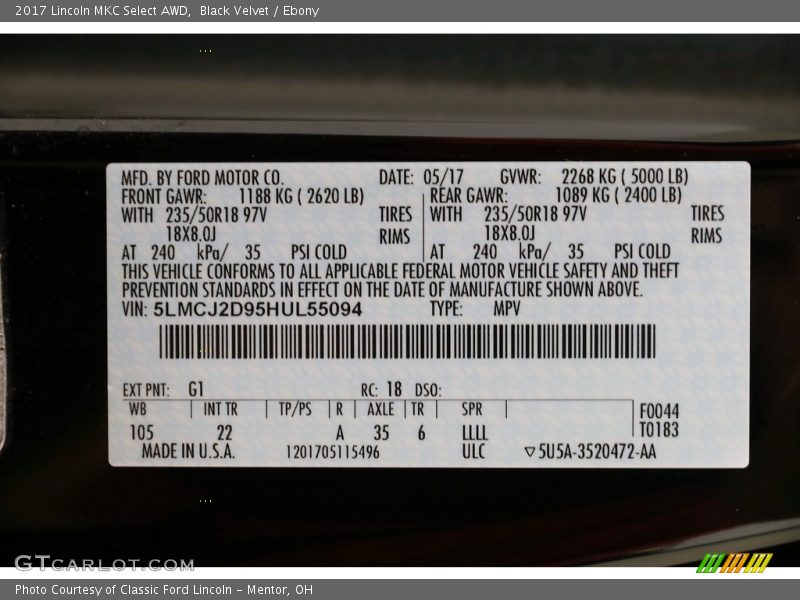 2017 Lincoln MKC Select AWD, Black Velvet / Ebony
MFD. BY FORD MOTOR CO. DATE: 05/17 GVWR: 2268 KG ( 5000 LB)
FRONT GAWR: 1188 KG ( 2620 LB) REAR GAWR: 1089 KG ( 2400 LB)
WITH 235/50R18 97V TIRES WITH 235/50R18 97V TIRES
18X8.0J RIMS 18X8.0J RIMS
AT 240 kPa/ 35 PSI COLD AT 240 kPa/ 35 PSI COLD
THIS VEHICLE CONFORMS TO ALL APPLICABLE FEDERAL MOTOR VEHICLE SAFETY AND THEFT
PREVENTION STANDARDS IN EFFECT ON THE DATE OF MANUFACTURE SHOWN ABOVE.
VIN: 5LMCJ2D95HUL55094 TYPE: MPV
EXT PNT: G1 RC: 18 DSO:
WB INT TR TP/PS R AXLE TR SPR F0044
105 22 A 35 6 LLLL T0183
MADE IN U.S.A. 1201705115496 ULC ▽5U5A-3520472-AA
GTCARLOT.COM
Photo Courtesy of Classic Ford Lincoln – Mentor, OH